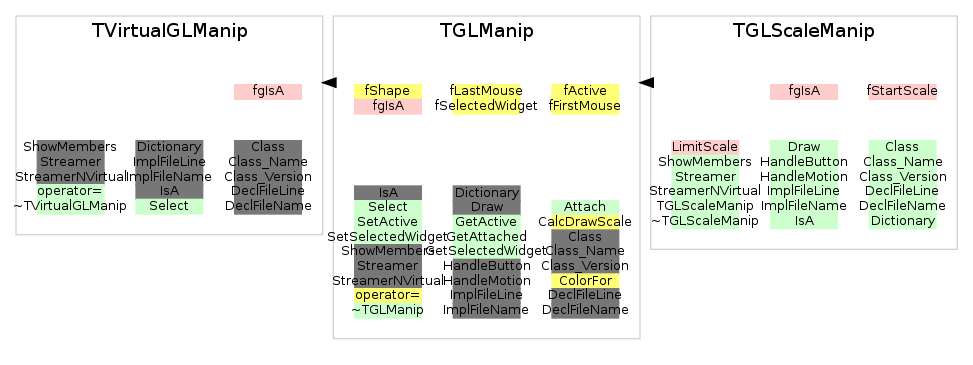 TVirtualGLManip
fgIsA
ShowMembers Dictionary Class
Streamer ImplFileLine Class_Name
StreamerNVirtual ImplFileName Class_Version
operator= IsA DeclFileLine
~TVirtualGLManip Select DeclFileName
TGLManip
fShape fLastMouse fActive
fgIsA fSelectedWidget fFirstMouse
IsA Dictionary
Select Draw Attach
SetActive GetActive CalcDrawScale
SetSelectedWidget GetAttached Class
ShowMembers GetSelectedWidget Class_Name
Streamer HandleButton Class_Version
StreamerNVirtual HandleMotion ColorFor
operator= ImplFileLine DeclFileLine
~TGLManip ImplFileName DeclFileName
TGLScaleManip
fgIsA fStartScale
LimitScale Draw Class
ShowMembers HandleButton Class_Name
Streamer HandleMotion Class_Version
StreamerNVirtual ImplFileLine DeclFileLine
TGLScaleManip ImplFileName DeclFileName
~TGLScaleManip IsA Dictionary